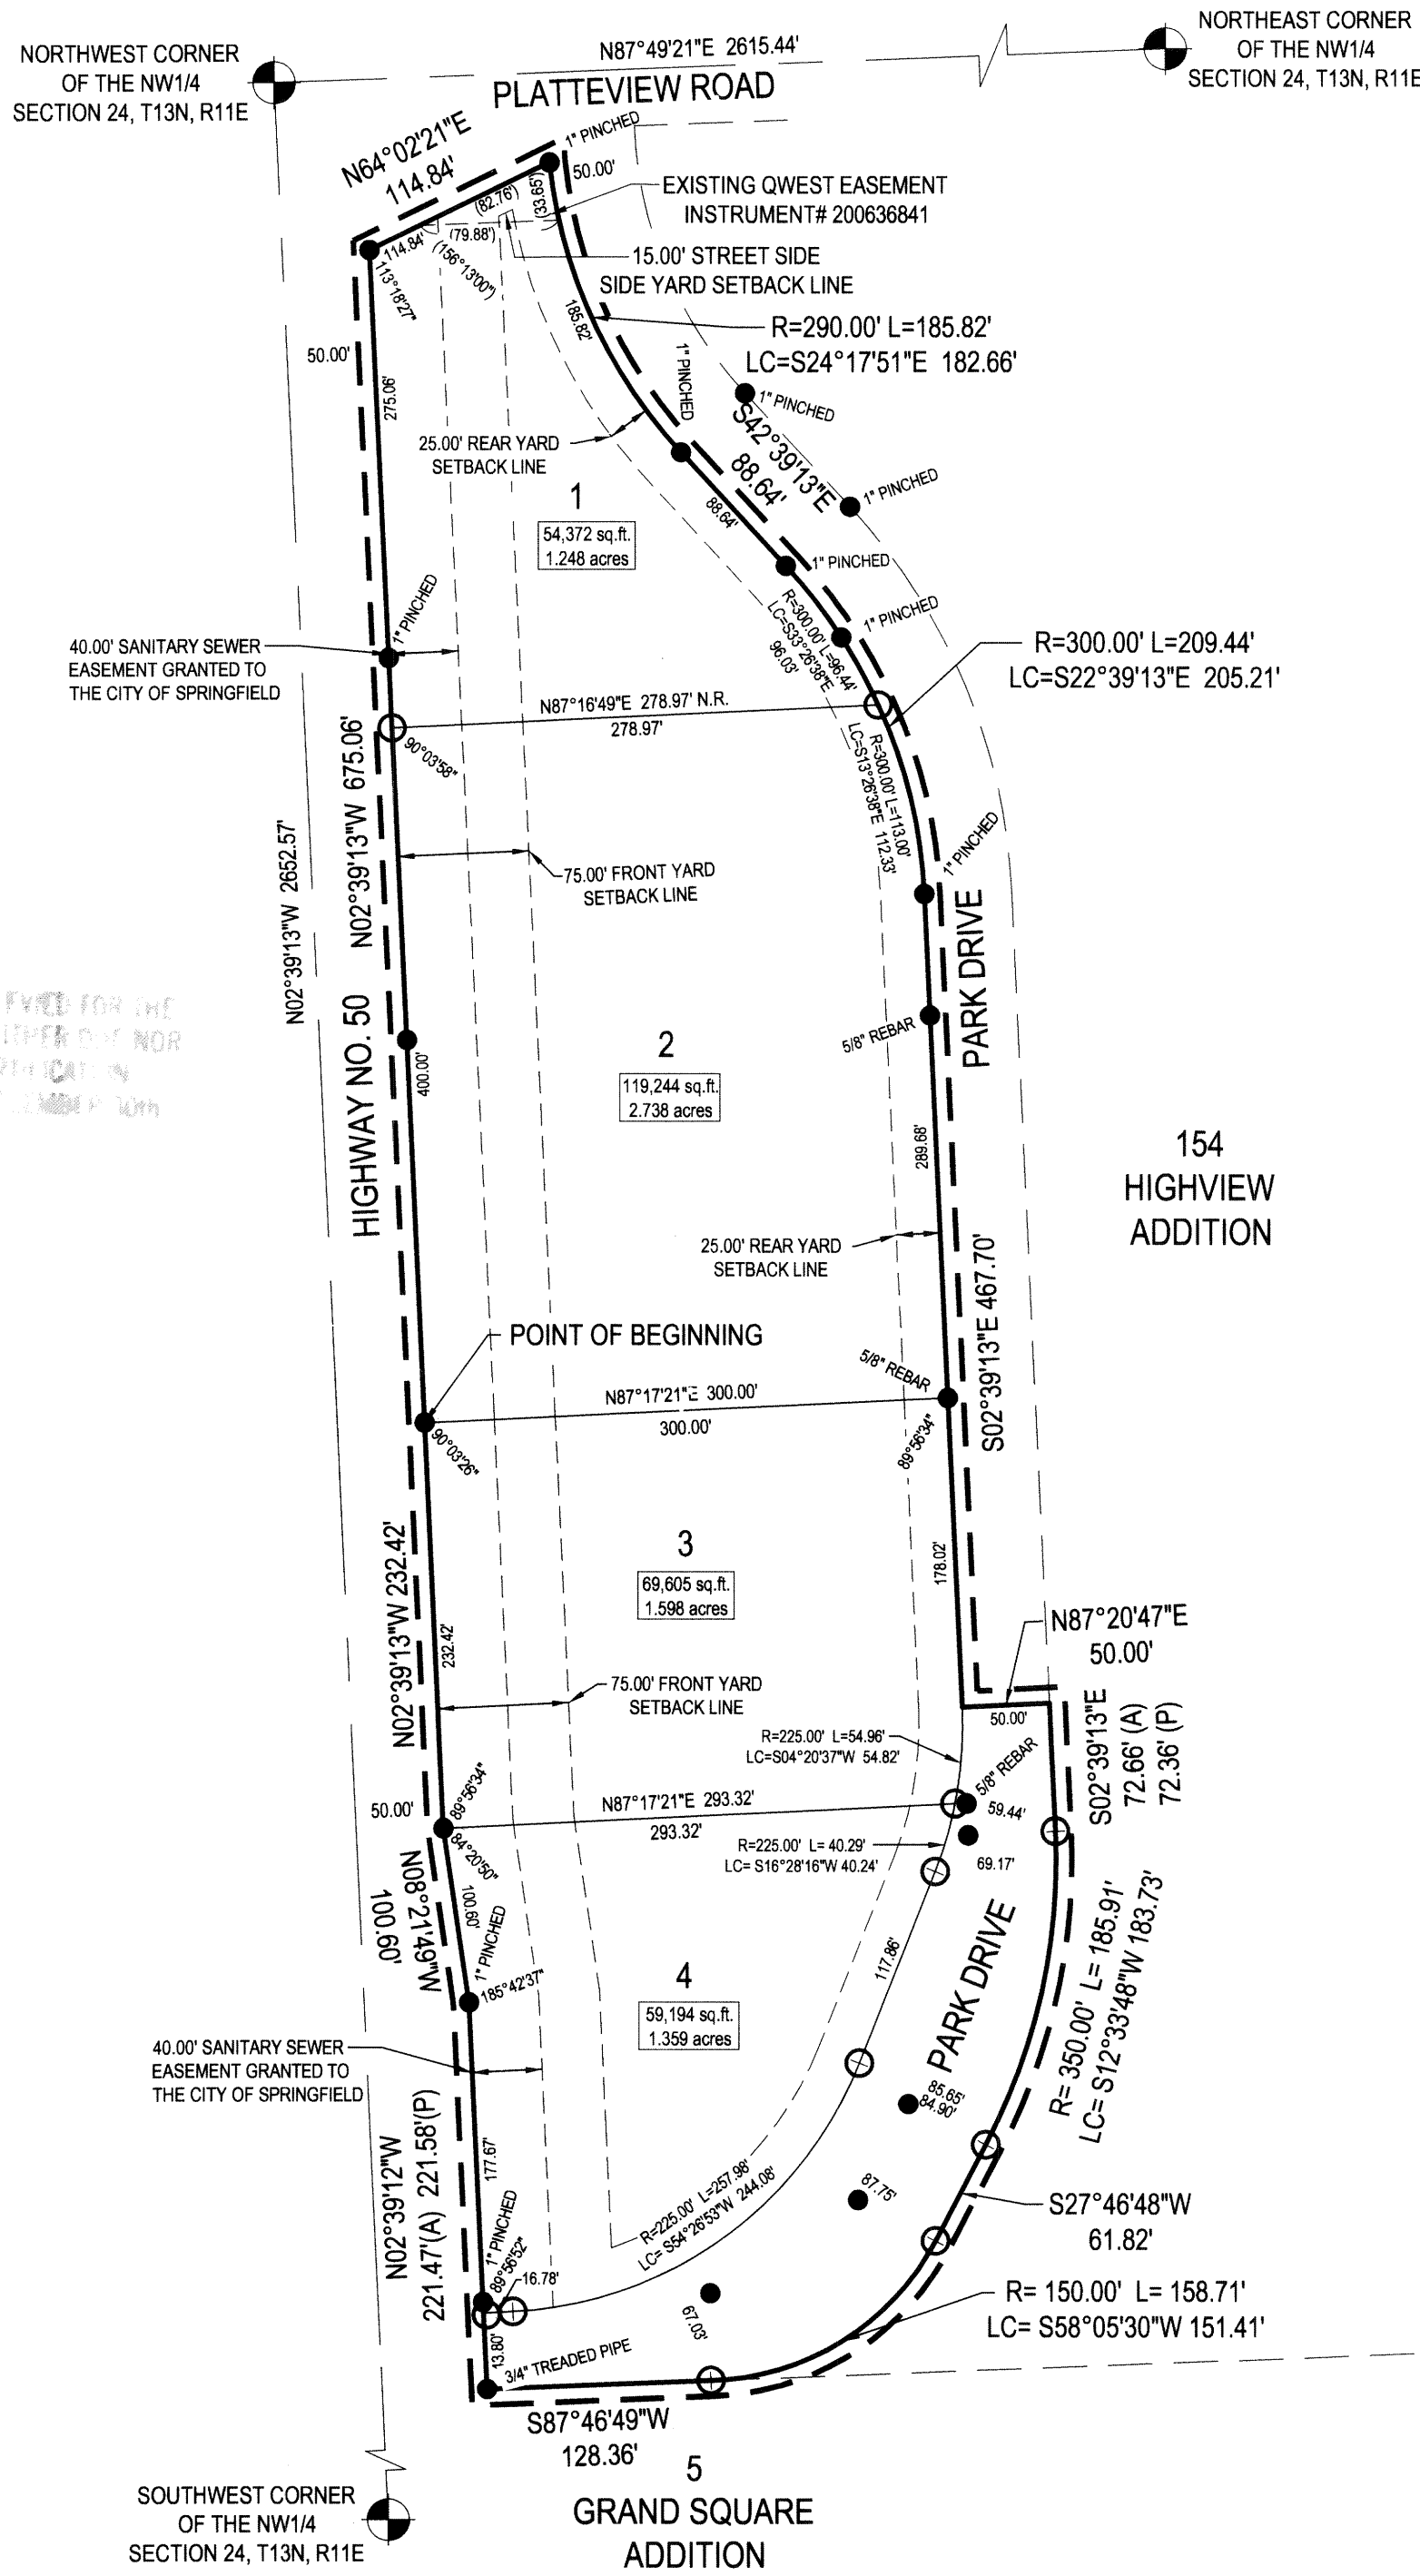 NORTHWEST CORNER
OF THE NW1/4
SECTION 24, T13N, R11E
N87°49'21"E 2615.44'
PLATTEVIEW ROAD
NORTHEAST CORNER
OF THE NW1/4
SECTION 24, T13N, R11E
N64°02'21"E
114.84'
1" PINCHED
50.00'
(82.76')
(33.65')
EXISTING QWEST EASEMENT
INSTRUMENT# 200636841
114.84'
(79.88')
(156°13'00")
113°18'27"
15.00' STREET SIDE
SIDE YARD SETBACK LINE
185.82'
R=290.00' L=185.82'
LC=S24°17'51"E 182.66'
50.00'
275.06'
1" PINCHED
1" PINCHED
S42°39'13"E
88.64'
25.00' REAR YARD
SETBACK LINE
1" PINCHED
88.64'
1
54,372 sq.ft.
1.248 acres
1" PINCHED
1" PINCHED
R=300.00' L=96.44'
LC=S33°26'38"E
96.03'
1" PINCHED
40.00' SANITARY SEWER
EASEMENT GRANTED TO
THE CITY OF SPRINGFIELD
R=300.00' L=209.44'
LC=S22°39'13"E 205.21'
N87°16'49"E 278.97' N.R.
278.97'
90°03'58"
R=300.00' L=113.00'
LC=S13°26'38"E 112.33'
N02°39'13"W 675.06'
N02°39'13"W 2652.57'
75.00' FRONT YARD
SETBACK LINE
1" PINCHED
PARK DRIVE
HIGHWAY NO. 50
400.00'
5/8" REBAR
2
119,244 sq.ft.
2.738 acres
289.68'
154
HIGHVIEW
ADDITION
25.00' REAR YARD
SETBACK LINE
S02°39'13"E 467.70'
POINT OF BEGINNING
5/8" REBAR
N87°17'21"E 300.00'
300.00'
90°03'26"
89°56'34"
3
69,605 sq.ft.
1.598 acres
178.02'
N02°39'13"W 232.42'
232.42'
N87°20'47"E
50.00'
75.00' FRONT YARD
SETBACK LINE
50.00'
S02°39'13"E
72.66' (A)
72.36' (P)
R=225.00' L=54.96'
LC=S04°20'37"W 54.82'
5/8" REBAR
59.44'
50.00'
89°56'34"
84°20'50"
N87°17'21"E 293.32'
293.32'
R=225.00' L= 40.29'
LC= S16°28'16"W 40.24'
69.17'
N08°21'49"W
100.60'
100.60'
1" PINCHED
185°42'37"
117.86'
PARK DRIVE
R= 350.00' L= 185.91'
LC= S12°33'48"W 183.73'
4
59,194 sq.ft.
1.359 acres
40.00' SANITARY SEWER
EASEMENT GRANTED TO
THE CITY OF SPRINGFIELD
85.65'
84.90'
N02°39'12"W
221.47'(A) 221.58'(P)
177.67'
87.75'
R=225.00' L=257.98'
LC= S54°26'53"W 244.08'
S27°46'48"W
61.82'
1" PINCHED
89°56'52"
16.78'
67.03'
13.80'
3/4" TREADED PIPE
R= 150.00' L= 158.71'
LC= S58°05'30"W 151.41'
S87°46'49"W
128.36'
5
GRAND SQUARE
ADDITION
SOUTHWEST CORNER
OF THE NW1/4
SECTION 24, T13N, R11E